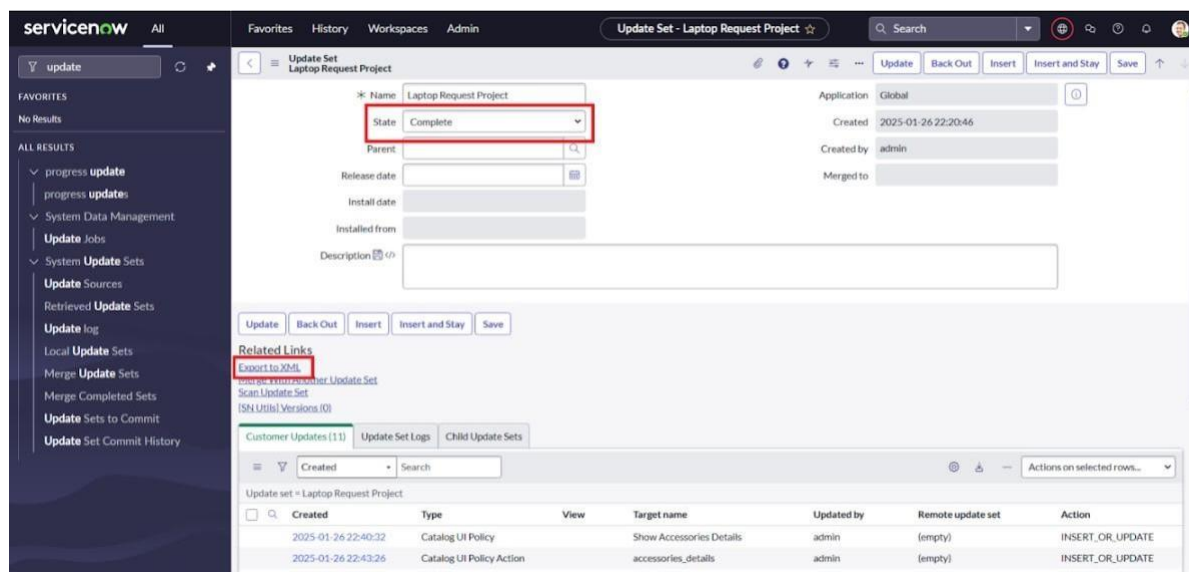 servicenow All Favorites History Workspaces Admin Update Set - Laptop Request Project Search
update
Update Set
Laptop Request Project
Update Back Out Insert Insert and Stay Save
FAVORITES
No Results
ALL RESULTS
progress update
progress updates
System Data Management
Update Jobs
System Update Sets
Update Sources
Retrieved Update Sets
Update log
Local Update Sets
Merge Update Sets
Merge Completed Sets
Update Sets to Commit
Update Set Commit History
Name Laptop Request Project
State Complete
Parent
Release date
Install date
Installed from
Description
Application Global
Created 2025-01-26 22:20:46
Created by admin
Merged to
Update Back Out Insert Insert and Stay Save
Related Links
Export to XML
Merge With Another Update Set
Scan Update Set
[SN Utils] Versions (0)
Customer Updates (11) Update Set Logs Child Update Sets
Created Search Actions on selected rows...
Update set = Laptop Request Project
Created Type View Target name Updated by Remote update set Action
2025-01-26 22:40:32 Catalog UI Policy Show Accessories Details admin (empty) INSERT_OR_UPDATE
2025-01-26 22:43:26 Catalog UI Policy Action accessories_details admin (empty) INSERT_OR_UPDATE